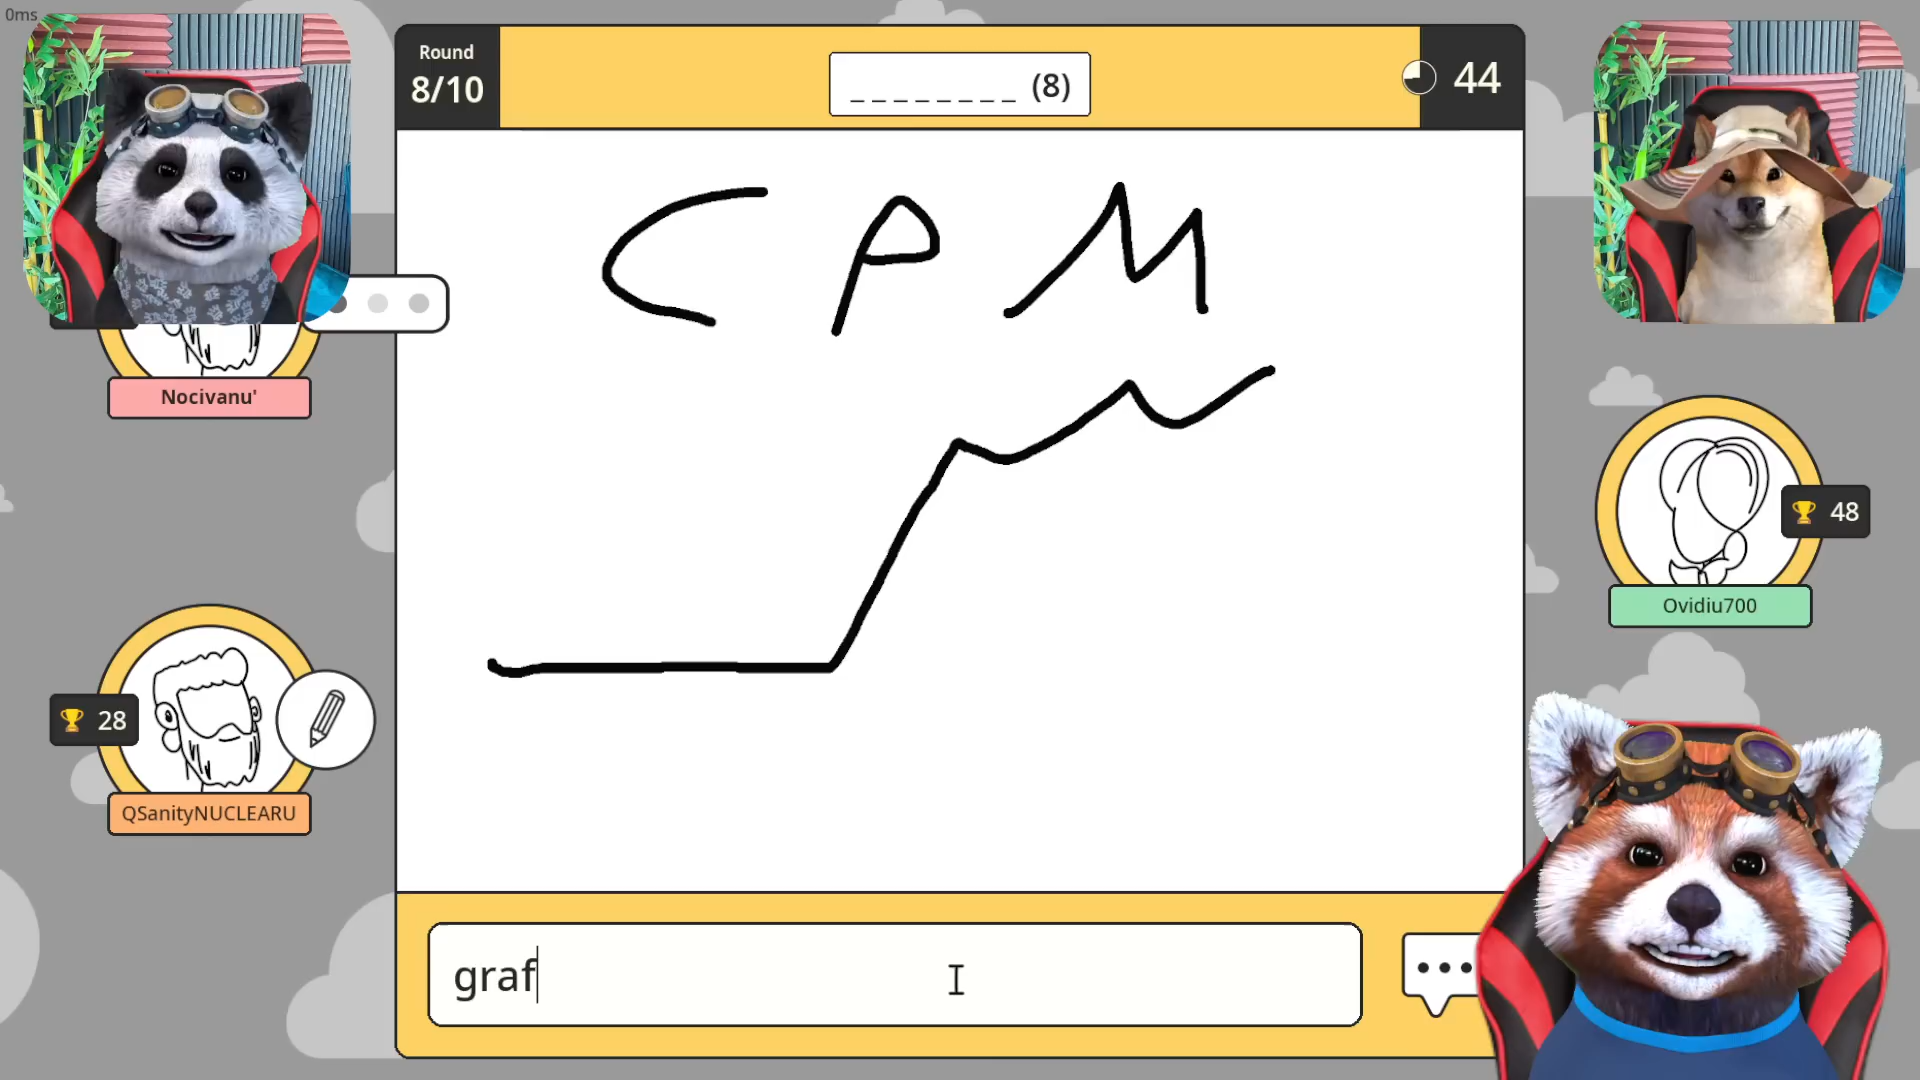 0ms
Round
8/10
_ _ _ _ _ _ _ _ (8)
44
CPM
Nocivanu'
48
Ovidiu700
28
QSanityNUCLEARU
graf